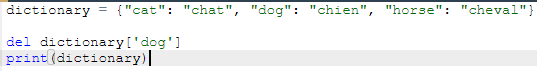 dictionary = {"cat": "chat", "dog": "chien", "horse": "cheval"}
del dictionary['dog']
print(dictionary)